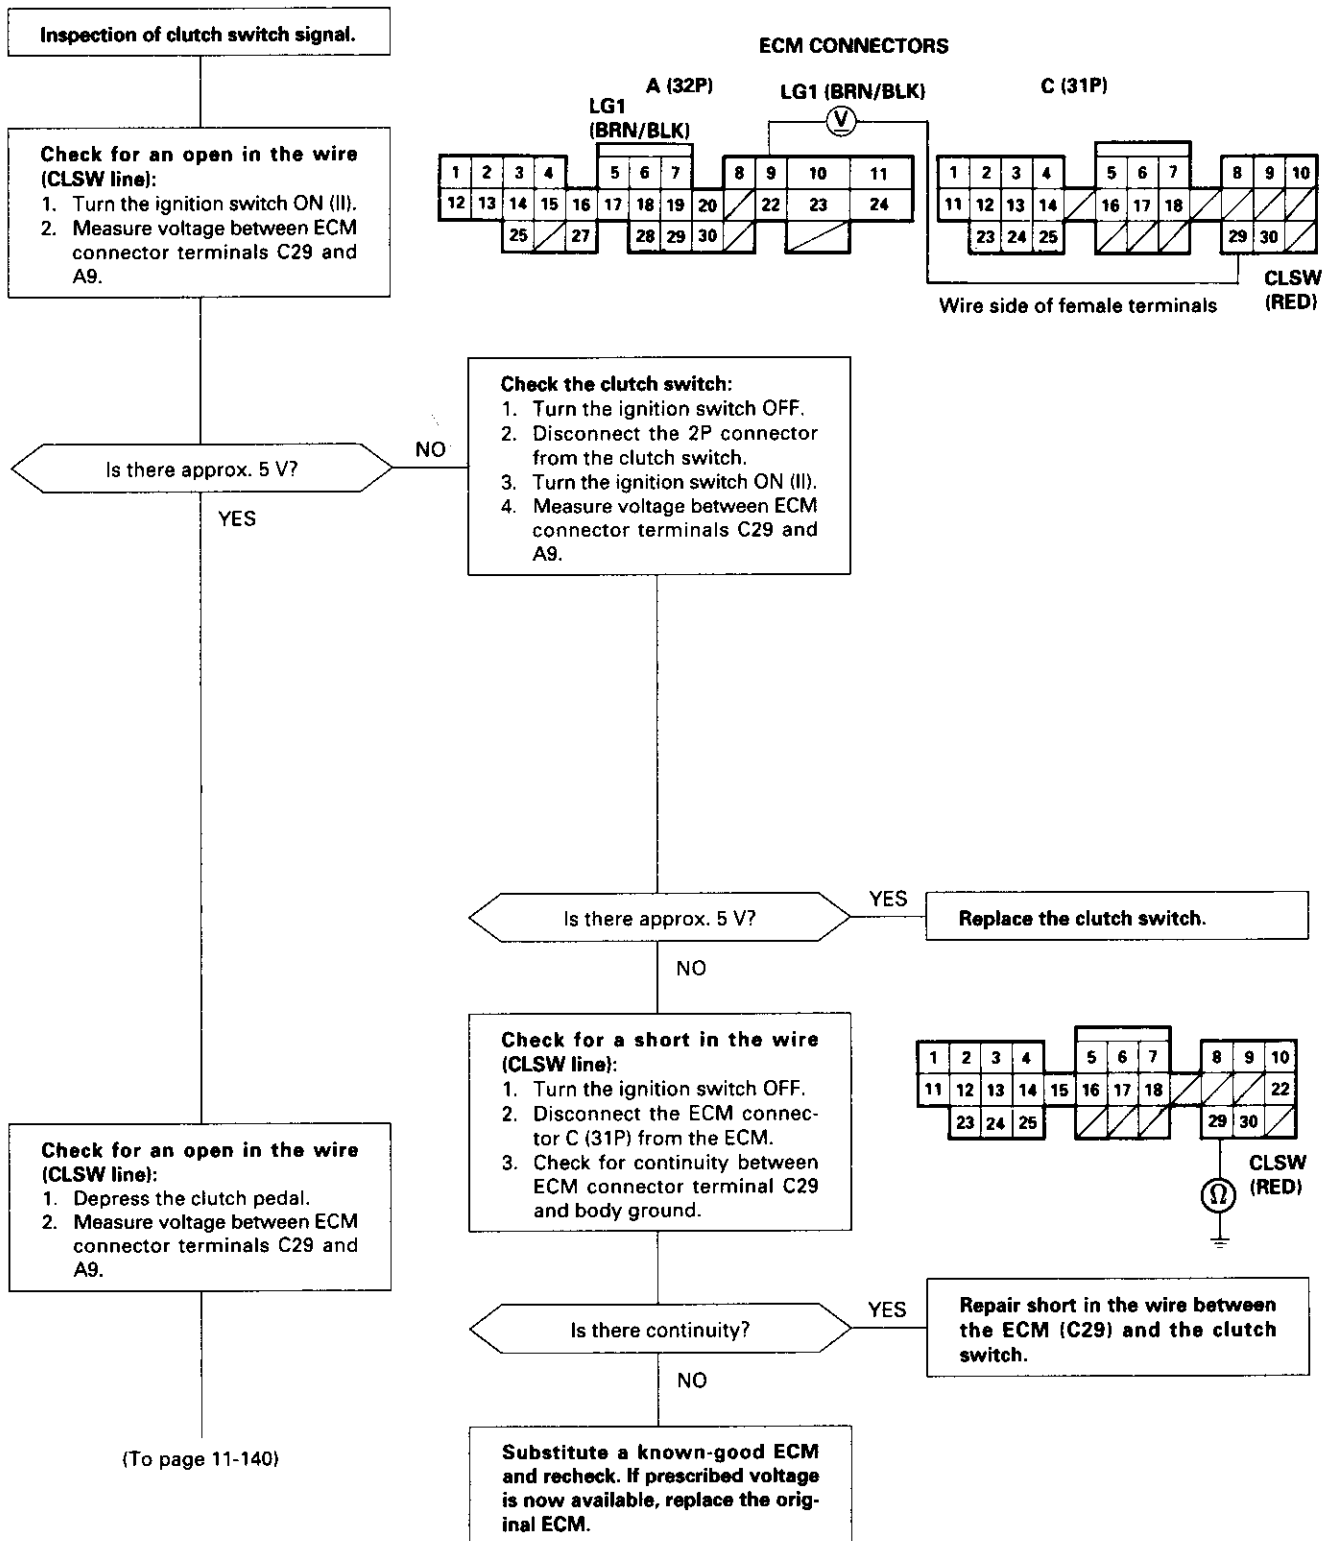 Inspection of clutch switch signal.
ECM CONNECTORS
A (32P)
LG1 (BRN/BLK)
C (31P)
LG1
(BRN/BLK)
V
Check for an open in the wire
(CLSW line):
1. Turn the ignition switch ON (II).
2. Measure voltage between ECM
connector terminals C29 and
A9.
1 2 3 4 5 6 7 8 9 10 11
12 13 14 15 16 17 18 19 20 22 23 24
25 27 28 29 30
1 2 3 4 5 6 7 8 9 10
11 12 13 14 16 17 18
23 24 25 29 30
CLSW
(RED)
Wire side of female terminals
Check the clutch switch:
1. Turn the ignition switch OFF.
2. Disconnect the 2P connector
from the clutch switch.
3. Turn the ignition switch ON (II).
4. Measure voltage between ECM
connector terminals C29 and
A9.
Is there approx. 5 V?
NO
YES
Is there approx. 5 V?
YES
Replace the clutch switch.
NO
Check for a short in the wire
(CLSW line):
1. Turn the ignition switch OFF.
2. Disconnect the ECM connec-
tor C (31P) from the ECM.
3. Check for continuity between
ECM connector terminal C29
and body ground.
1 2 3 4 5 6 7 8 9 10
11 12 13 14 15 16 17 18 22
23 24 25 29 30
CLSW
(RED)
Ω
Check for an open in the wire
(CLSW line):
1. Depress the clutch pedal.
2. Measure voltage between ECM
connector terminals C29 and
A9.
Is there continuity?
YES
Repair short in the wire between
the ECM (C29) and the clutch
switch.
NO
(To page 11-140)
Substitute a known-good ECM
and recheck. If prescribed voltage
is now available, replace the orig-
inal ECM.